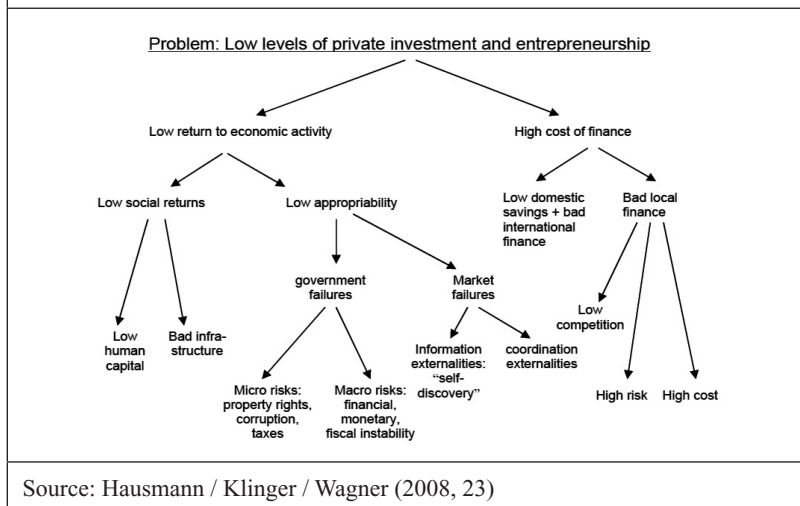 Problem: Low levels of private investment and entrepreneurship
Low return to economic activity
High cost of finance
Low social returns
Low appropriability
Low domestic
savings + bad
international
finance
Bad local
finance
government
failures
Market
failures
Low
competition
Low
human
capital
Bad infra-
structure
Information
externalities:
“self-
discovery”
coordination
externalities
Micro risks:
property rights,
corruption,
taxes
Macro risks:
financial,
monetary,
fiscal instability
High risk
High cost
Source: Hausmann / Klinger / Wagner (2008, 23)